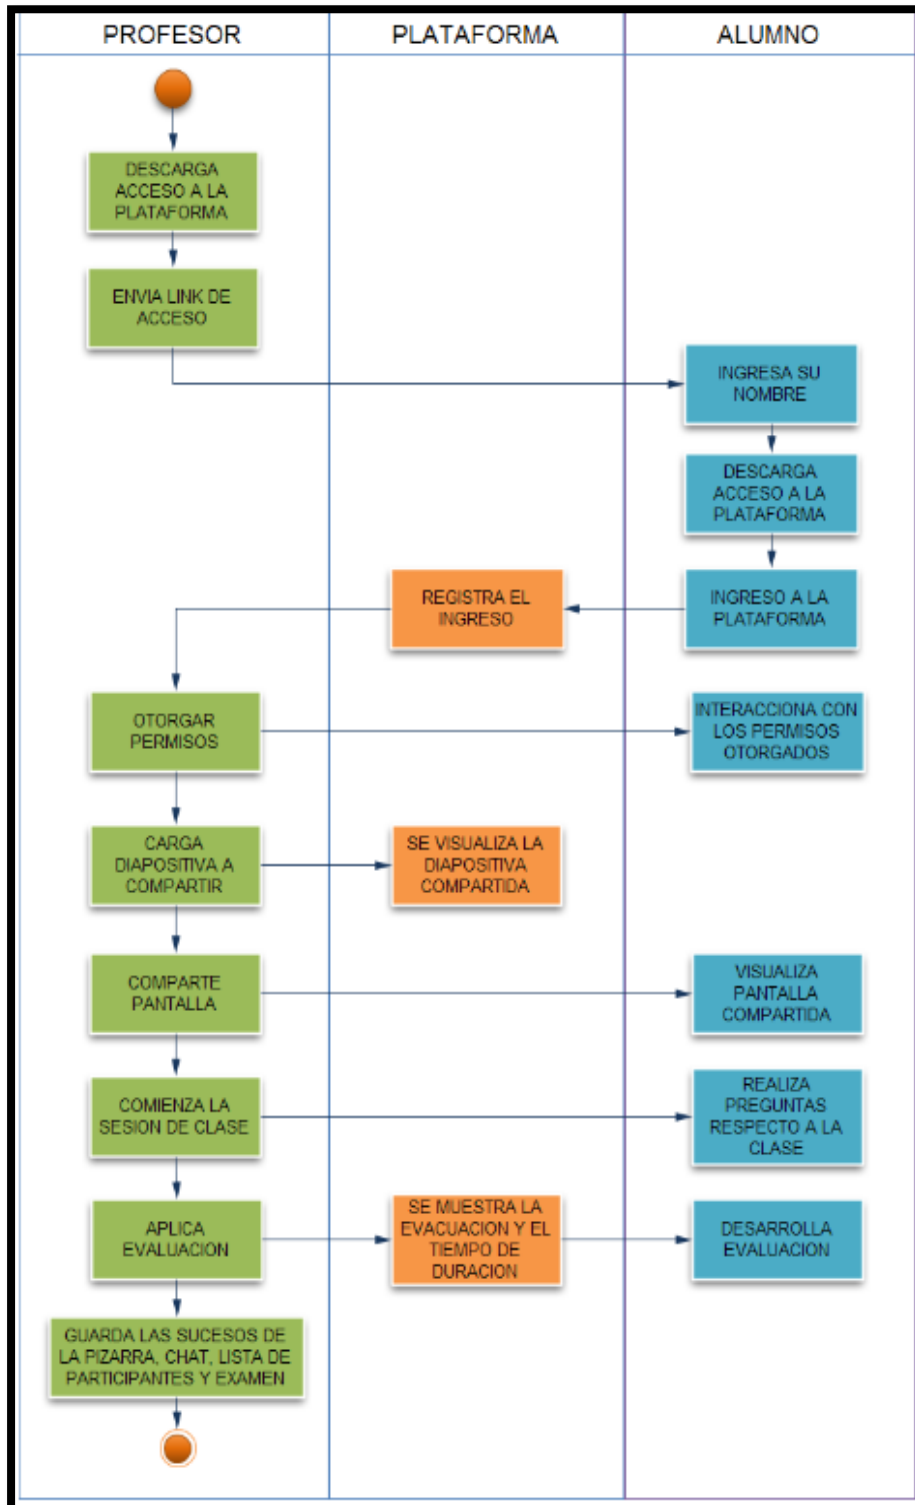 PROFESOR
PLATAFORMA
ALUMNO
DESCARGA
ACCESO A LA
PLATAFORMA
ENVIA LINK DE
ACCESO
INGRESA SU
NOMBRE
DESCARGA
ACCESO A LA
PLATAFORMA
REGISTRA EL
INGRESO
INGRESO A LA
PLATAFORMA
OTORGAR
PERMISOS
INTERACCIONA CON
LOS PERMISOS
OTORGADOS
CARGA
DIAPOSITIVA A
COMPARTIR
SE VISUALIZA LA
DIAPOSITIVA
COMPARTIDA
COMPARTE
PANTALLA
VISUALIZA
PANTALLA
COMPARTIDA
COMIENZA LA
SESION DE CLASE
REALIZA
PREGUNTAS
RESPECTO A LA
CLASE
APLICA
EVALUACION
SE MUESTRA LA
EVACUACION Y EL
TIEMPO DE
DURACION
DESARROLLA
EVALUACION
GUARDA LAS SUCESOS DE
LA PIZARRA, CHAT, LISTA DE
PARTICIPANTES Y EXAMEN